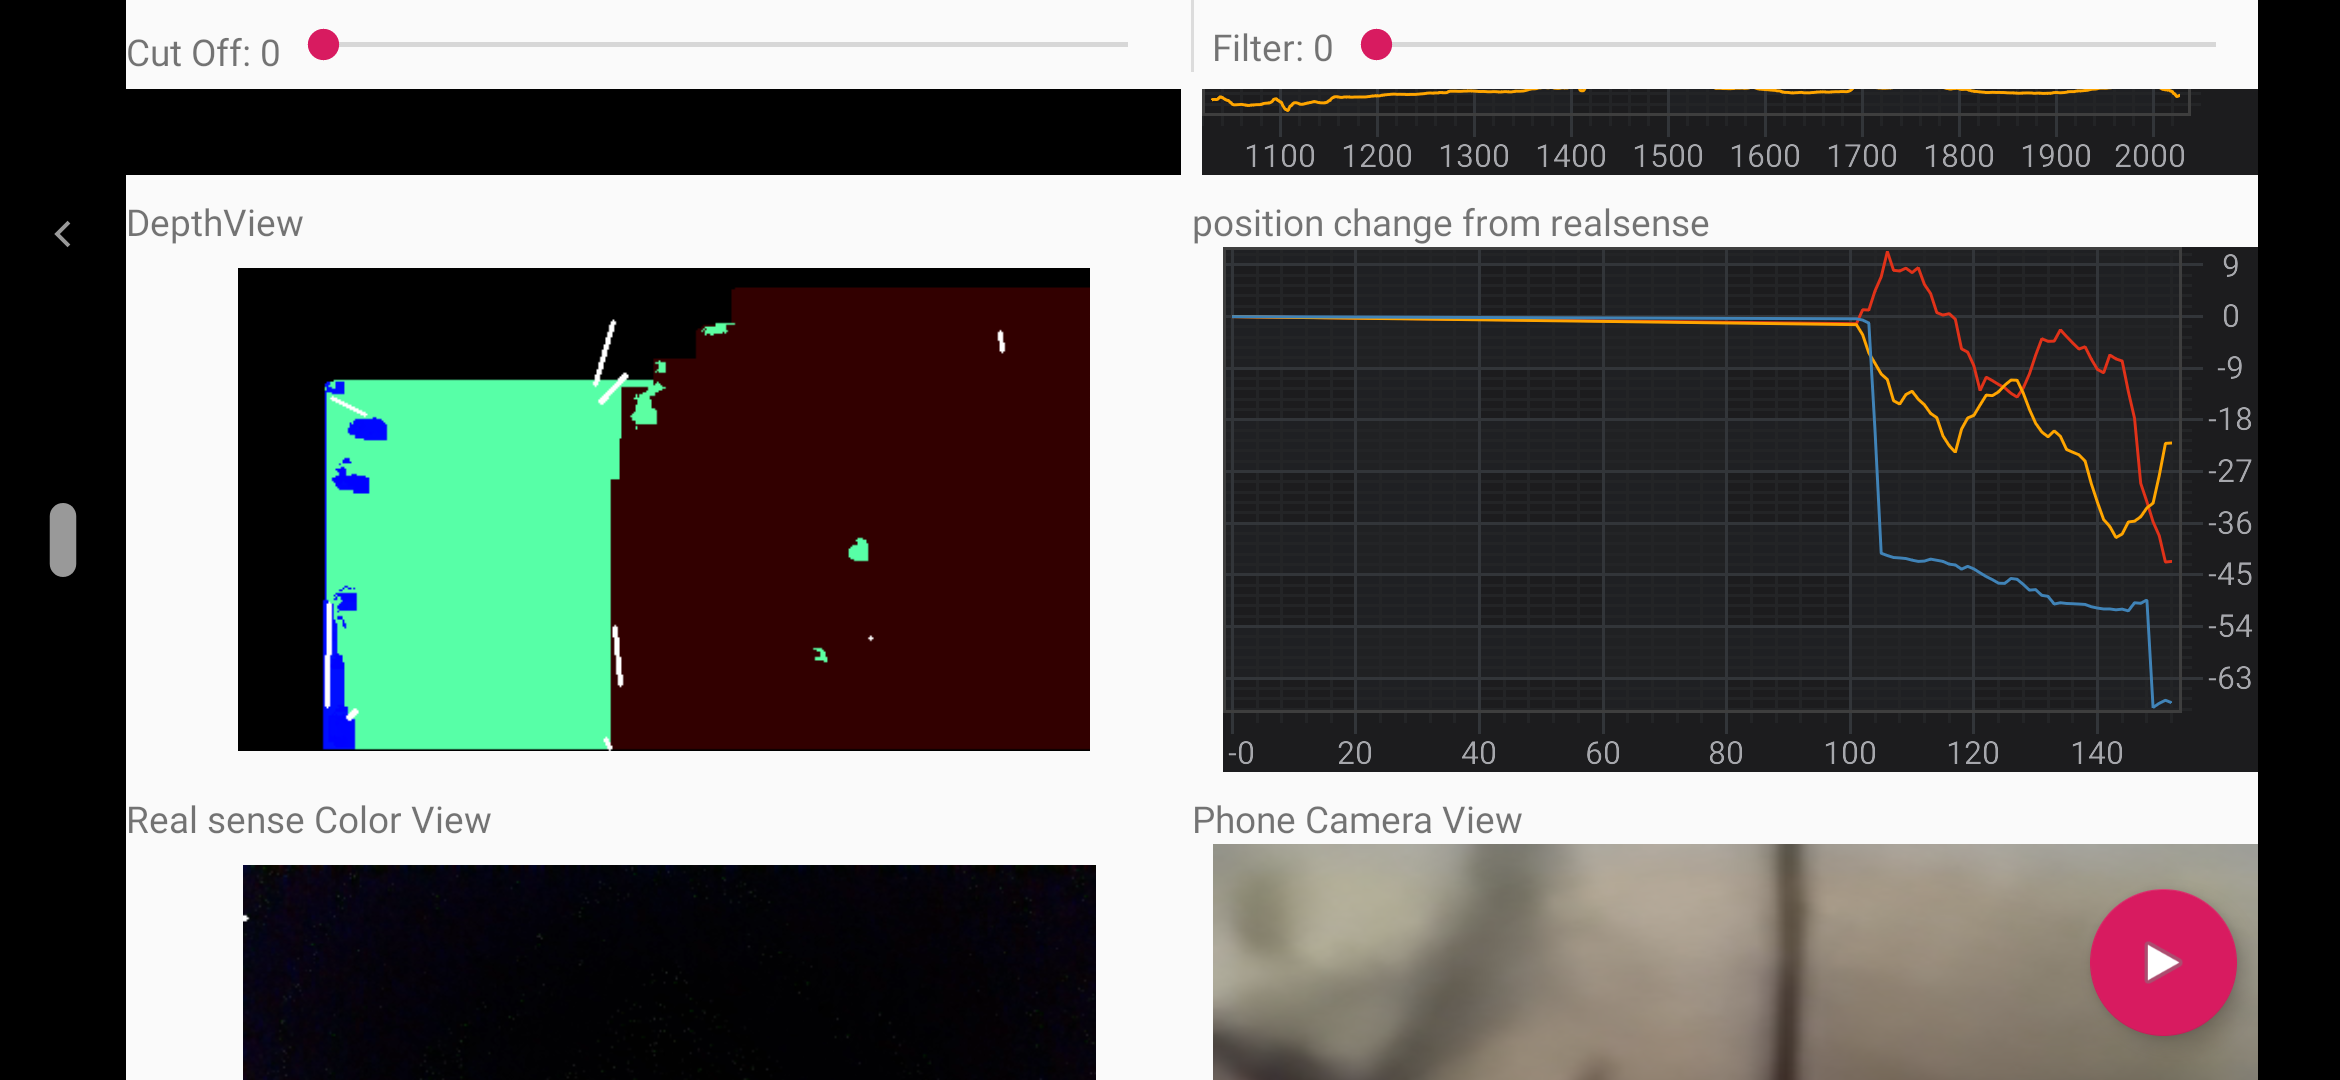 Cut Off: 0
Filter: 0
1100 1200 1300 1400 1500 1600 1700 1800 1900 2000
DepthView
position change from realsense
9
0
-9
-18
-27
-36
-45
-54
-63
-0 20 40 60 80 100 120 140
Real sense Color View
Phone Camera View